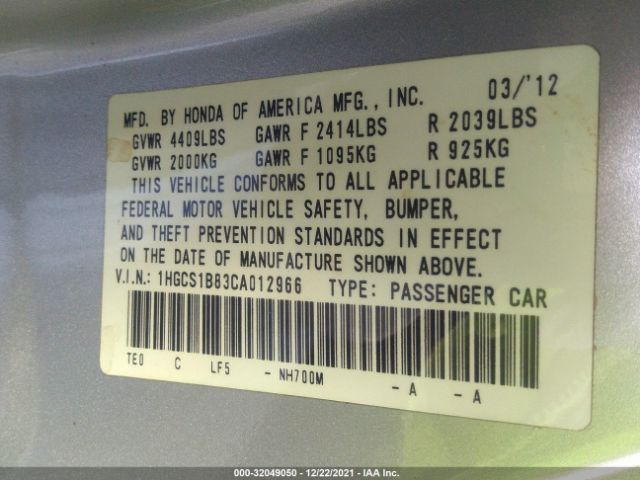 MFD. BY HONDA OF AMERICA MFG., INC. 03/'12
GVWR 4409LBS GAWR F 2414LBS R 2039LBS
GVWR 2000KG GAWR F 1095KG R 925KG
THIS VEHICLE CONFORMS TO ALL APPLICABLE
FEDERAL MOTOR VEHICLE SAFETY, BUMPER,
AND THEFT PREVENTION STANDARDS IN EFFECT
ON THE DATE OF MANUFACTURE SHOWN ABOVE.
V.I.N.: 1HGCS1B83CA012966 TYPE: PASSENGER CAR
TE0 C LF5 - NH700M - A - A
000-32049050 - 12/22/2021 - IAA Inc.